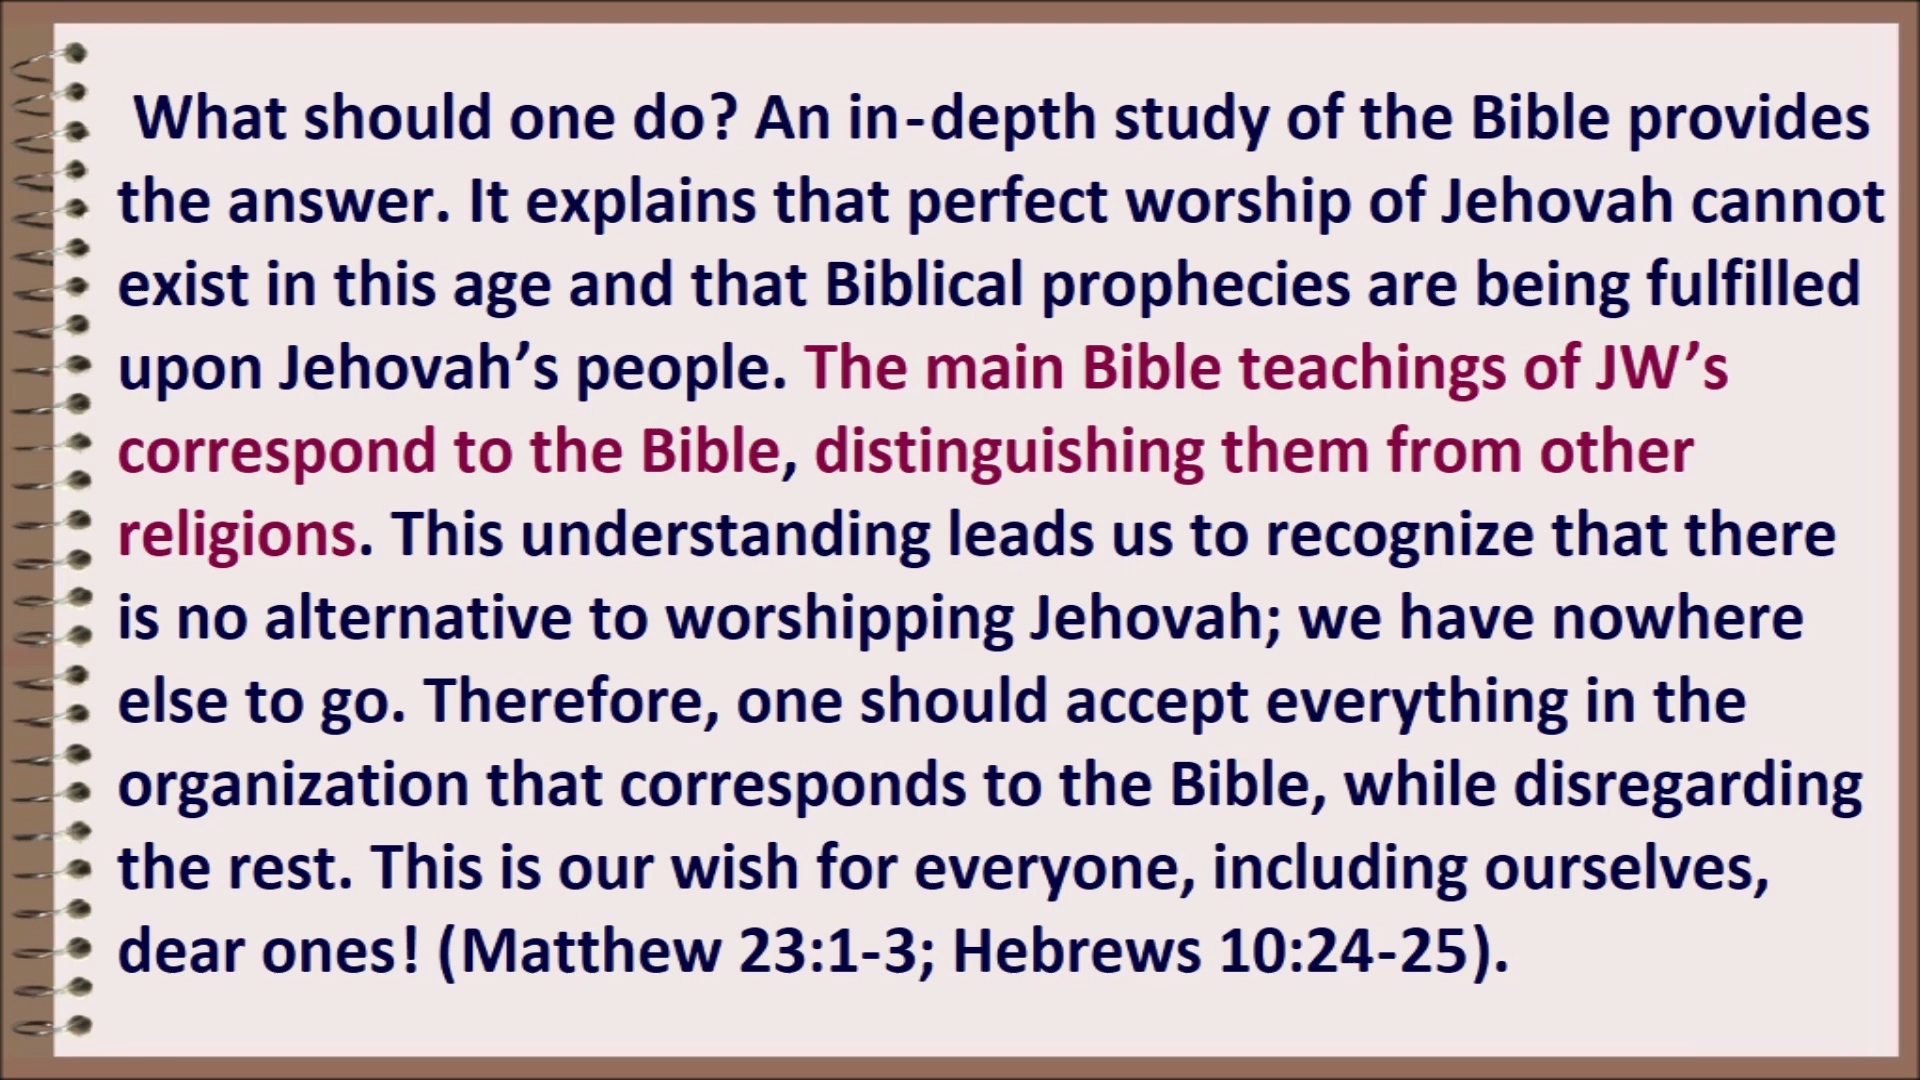 What should one do? An in-depth study of the Bible provides
the answer. It explains that perfect worship of Jehovah cannot
exist in this age and that Biblical prophecies are being fulfilled
upon Jehovah’s people. The main Bible teachings of JW’s
correspond to the Bible, distinguishing them from other
religions. This understanding leads us to recognize that there
is no alternative to worshipping Jehovah; we have nowhere
else to go. Therefore, one should accept everything in the
organization that corresponds to the Bible, while disregarding
the rest. This is our wish for everyone, including ourselves,
dear ones! (Matthew 23:1-3; Hebrews 10:24-25).